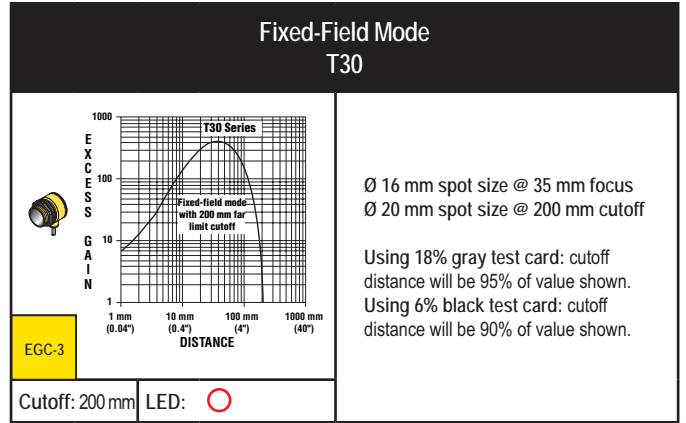 Fixed-Field Mode
T30
EXCESS GAIN
1000
100
10
1
T30 Series
Fixed-field mode
with 200 mm far
limit cutoff
1 mm 10 mm 100 mm 1000 mm
(0.04") (0.4") (4") (40")
DISTANCE
EGC-3
Cutoff: 200 mm LED:
Ø 16 mm spot size @ 35 mm focus
Ø 20 mm spot size @ 200 mm cutoff
Using 18% gray test card: cutoff
distance will be 95% of value shown.
Using 6% black test card: cutoff
distance will be 90% of value shown.